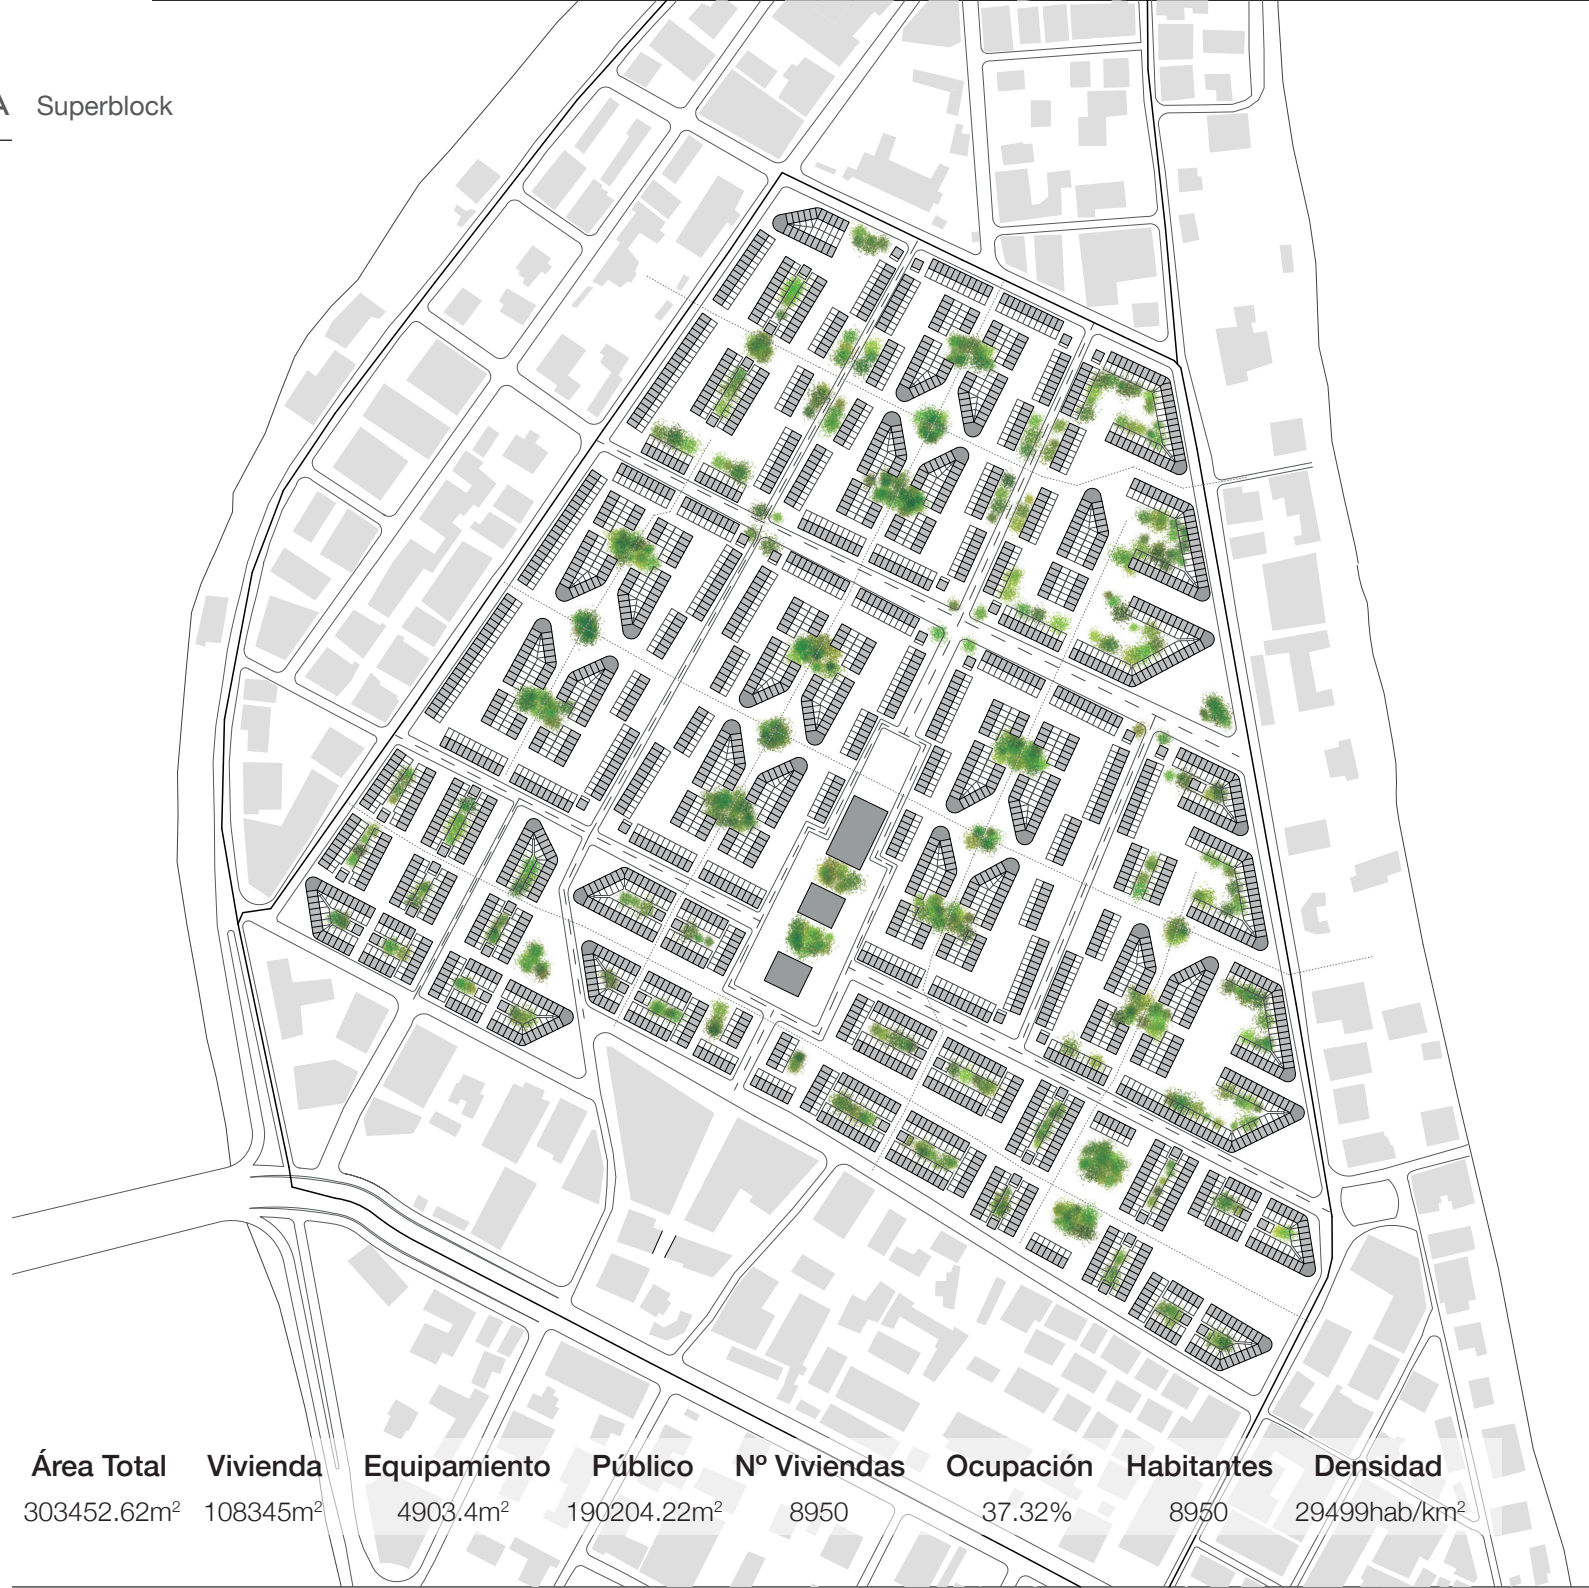 A Superblock
Área Total Vivienda Equipamiento Público Nº Viviendas Ocupación Habitantes Densidad
303452.62m² 108345m² 4903.4m² 190204.22m² 8950 37.32% 8950 29499hab/km²